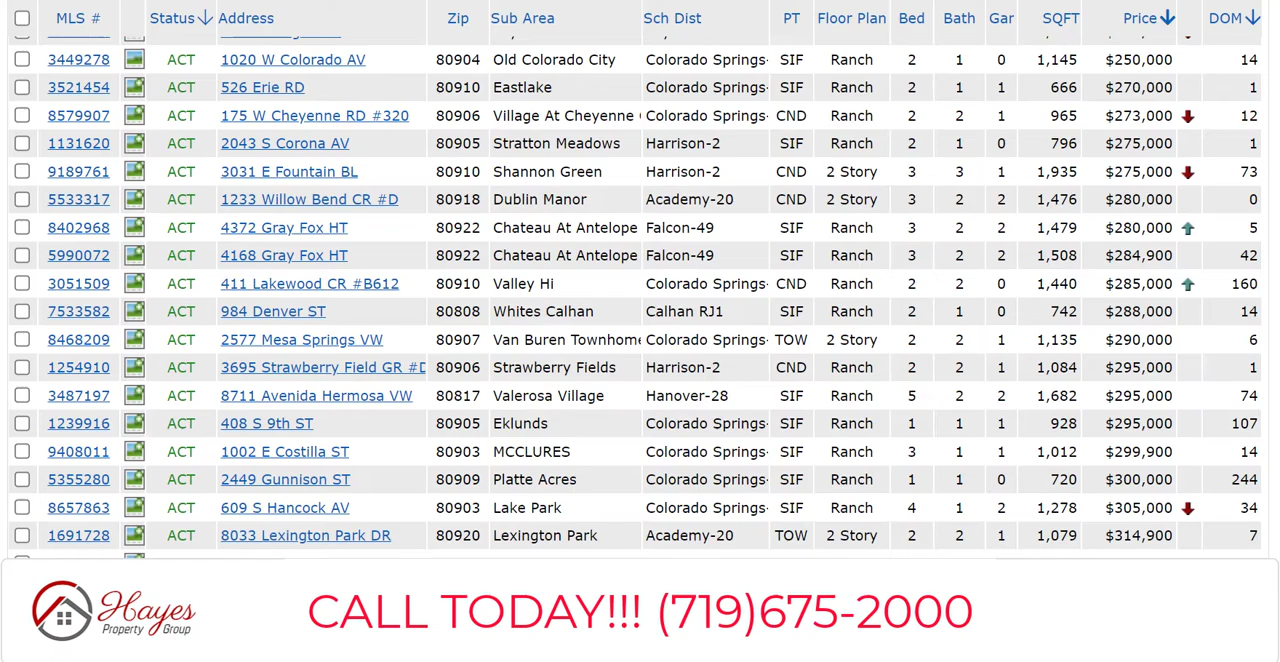 MLS # Status Address Zip Sub Area Sch Dist PT Floor Plan Bed Bath Gar SQFT Price DOM
3449278 ACT 1020 W Colorado AV 80904 Old Colorado City Colorado Springs- SIF Ranch 2 1 0 1,145 $250,000 14
3521454 ACT 526 Erie RD 80910 Eastlake Colorado Springs- SIF Ranch 2 1 1 666 $270,000 1
8579907 ACT 175 W Cheyenne RD #320 80906 Village At Cheyenne Colorado Springs- CND Ranch 2 2 1 965 $273,000 12
1131620 ACT 2043 S Corona AV 80905 Stratton Meadows Harrison-2 SIF Ranch 2 1 0 796 $275,000 1
9189761 ACT 3031 E Fountain BL 80910 Shannon Green Harrison-2 CND 2 Story 3 3 1 1,935 $275,000 73
5533317 ACT 1233 Willow Bend CR #D 80918 Dublin Manor Academy-20 CND 2 Story 3 2 2 1,476 $280,000 0
8402968 ACT 4372 Gray Fox HT 80922 Chateau At Antelope Falcon-49 SIF Ranch 3 2 2 1,479 $280,000 5
5990072 ACT 4168 Gray Fox HT 80922 Chateau At Antelope Falcon-49 SIF Ranch 3 2 2 1,508 $284,900 42
3051509 ACT 411 Lakewood CR #B612 80910 Valley Hi Colorado Springs- CND Ranch 2 2 0 1,440 $285,000 160
7533582 ACT 984 Denver ST 80808 Whites Calhan Calhan RJ1 SIF Ranch 2 1 0 742 $288,000 14
8468209 ACT 2577 Mesa Springs VW 80907 Van Buren Townhome Colorado Springs- TOW 2 Story 2 2 1 1,135 $290,000 6
1254910 ACT 3695 Strawberry Field GR #D 80906 Strawberry Fields Harrison-2 CND Ranch 2 2 1 1,084 $295,000 1
3487197 ACT 8711 Avenida Hermosa VW 80817 Valerosa Village Hanover-28 SIF Ranch 5 2 2 1,682 $295,000 74
1239916 ACT 408 S 9th ST 80905 Eklunds Colorado Springs- SIF Ranch 1 1 1 928 $295,000 107
9408011 ACT 1002 E Costilla ST 80903 MCCLURES Colorado Springs- SIF Ranch 3 1 1 1,012 $299,900 14
5355280 ACT 2449 Gunnison ST 80909 Platte Acres Colorado Springs- SIF Ranch 1 1 0 720 $300,000 244
8657863 ACT 609 S Hancock AV 80903 Lake Park Colorado Springs- SIF Ranch 4 1 2 1,278 $305,000 34
1691728 ACT 8033 Lexington Park DR 80920 Lexington Park Academy-20 TOW 2 Story 2 2 1 1,079 $314,900 7
Hayes
Property Group
CALL TODAY!!! (719)675-2000